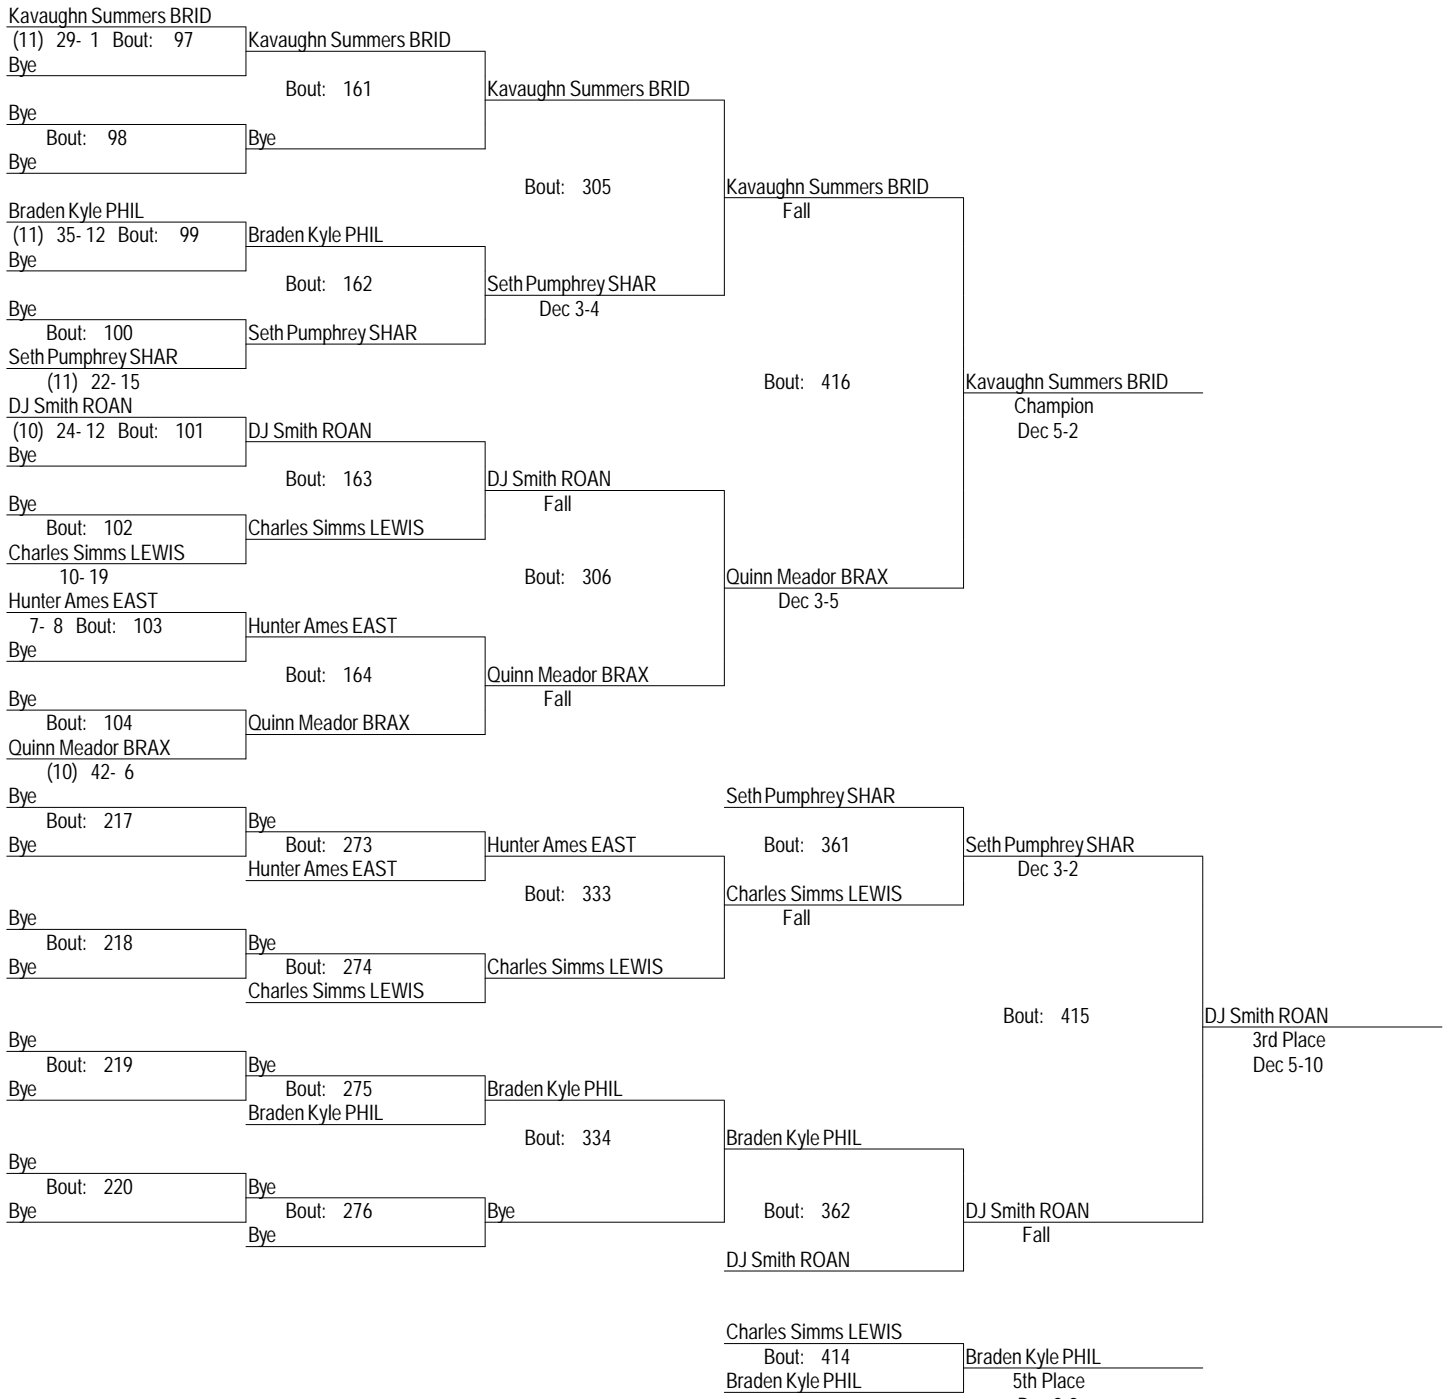 Kavaughn Summers BRID
(11) 29- 1 Bout: 97
Kavaughn Summers BRID
Bye
Bout: 161
Kavaughn Summers BRID
Bye
Bout: 98
Bye
Bye
Bout: 305
Kavaughn Summers BRID
Fall
Braden Kyle PHIL
(11) 35- 12 Bout: 99
Braden Kyle PHIL
Bye
Bout: 162
Seth Pumphrey SHAR
Dec 3-4
Bye
Bout: 100
Seth Pumphrey SHAR
Seth Pumphrey SHAR
(11) 22- 15
Bout: 416
Kavaughn Summers BRID
Champion
Dec 5-2
DJ Smith ROAN
(10) 24- 12 Bout: 101
DJ Smith ROAN
Bye
Bout: 163
DJ Smith ROAN
Fall
Bye
Bout: 102
Charles Simms LEWIS
Charles Simms LEWIS
10- 19
Bout: 306
Quinn Meador BRAX
Dec 3-5
Hunter Ames EAST
7- 8 Bout: 103
Hunter Ames EAST
Bye
Bout: 164
Quinn Meador BRAX
Fall
Bye
Bout: 104
Quinn Meador BRAX
Quinn Meador BRAX
(10) 42- 6
Bye
Seth Pumphrey SHAR
Bout: 217
Bye
Bye
Bout: 273
Hunter Ames EAST
Bout: 361
Seth Pumphrey SHAR
Dec 3-2
Hunter Ames EAST
Bout: 333
Charles Simms LEWIS
Fall
Bye
Bout: 218
Bye
Bye
Bout: 274
Charles Simms LEWIS
Charles Simms LEWIS
Bout: 415
DJ Smith ROAN
3rd Place
Dec 5-10
Bye
Bout: 219
Bye
Bye
Bout: 275
Braden Kyle PHIL
Braden Kyle PHIL
Bout: 334
Braden Kyle PHIL
Bye
Bout: 220
Bye
Bye
Bout: 276
Bye
Bout: 362
DJ Smith ROAN
Fall
Bye
DJ Smith ROAN
Charles Simms LEWIS
Bout: 414
Braden Kyle PHIL
Braden Kyle PHIL
5th Place